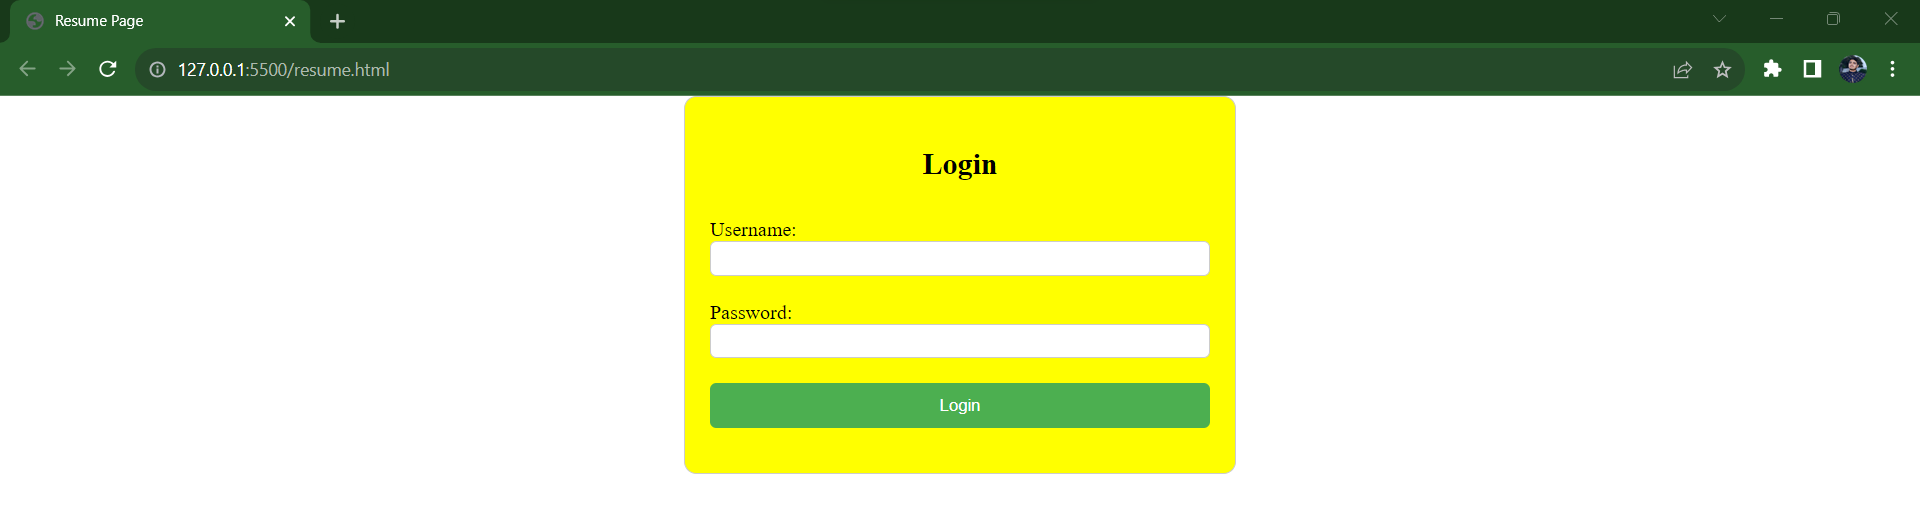 Resume Page
127.0.0.1:5500/resume.html
Login
Username:
Password:
Login